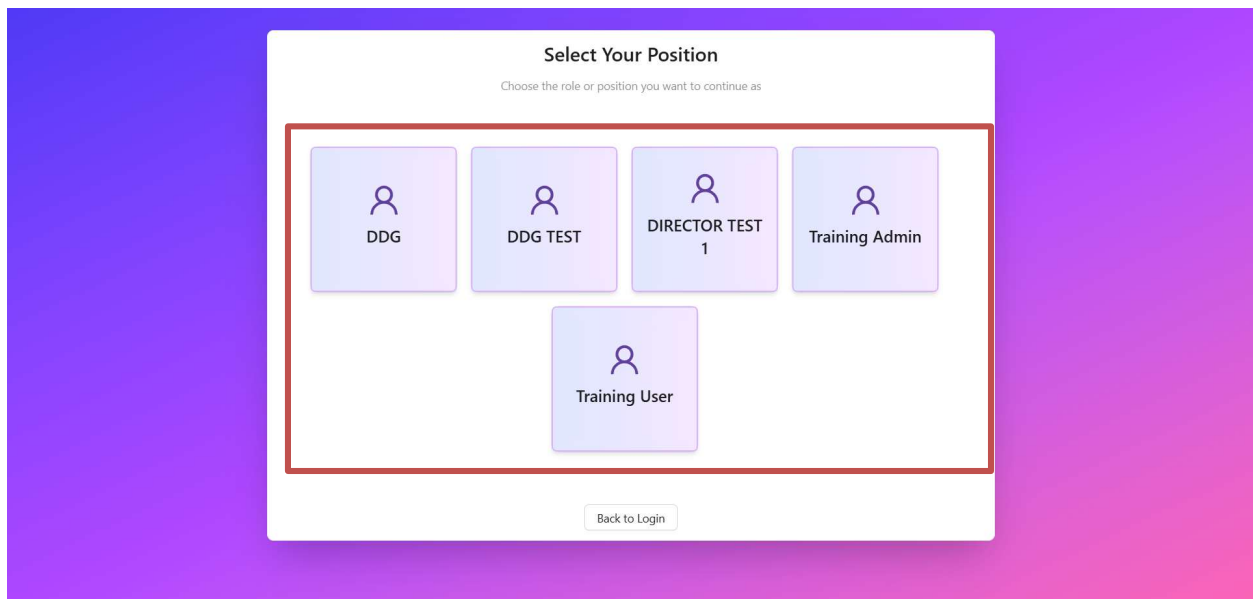 Select Your Position
Choose the role or position you want to continue as
DDG
DDG TEST
DIRECTOR TEST
1
Training Admin
Training User
Back to Login